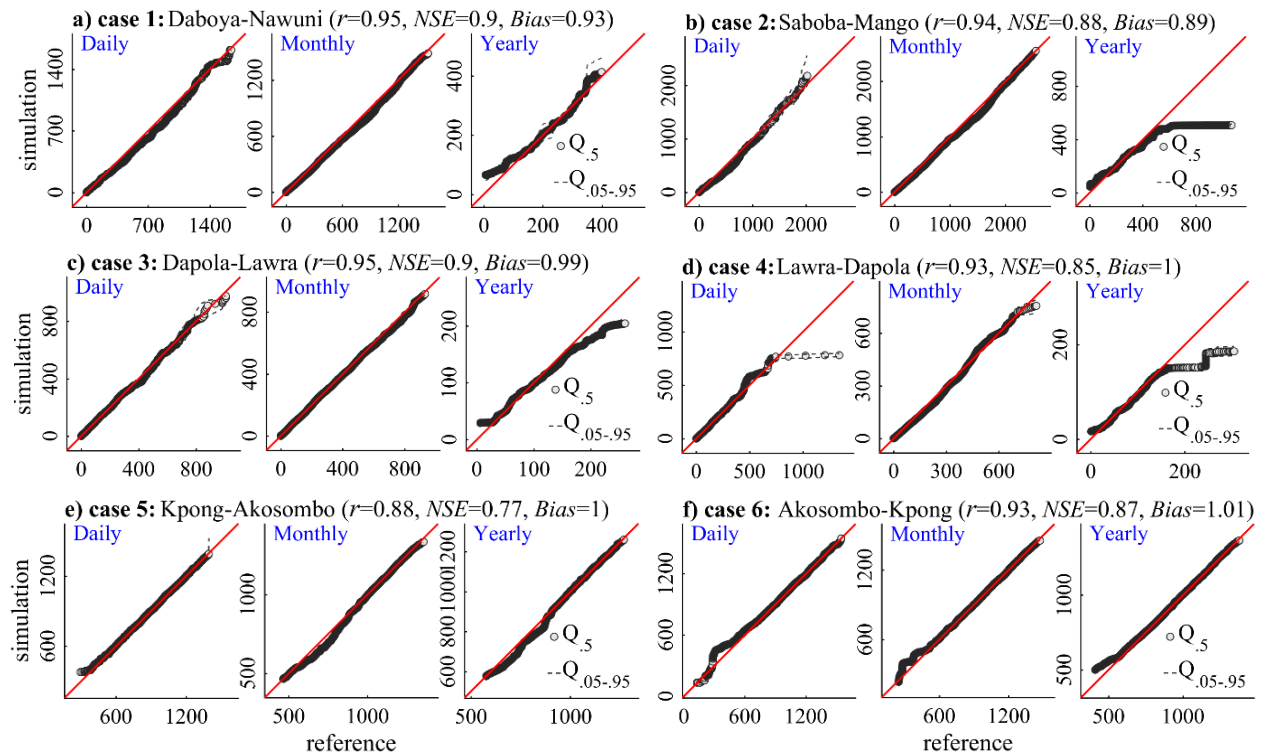 a) case 1: Daboya-Nawuni (r=0.95, NSE=0.9, Bias=0.93)
Daily
Monthly
Yearly
simulation
0 700 1400
0 700 1400
0 600 1200
0 600 1200
0 200 400
0 200 400
Q.5
Q.05-.95
b) case 2: Saboba-Mango (r=0.94, NSE=0.88, Bias=0.89)
Daily
Monthly
Yearly
0 1000 2000
0 1000 2000
0 1000 2000
0 1000 2000
0 400 800
0 400 800
Q.5
Q.05-.95
c) case 3: Dapola-Lawra (r=0.95, NSE=0.9, Bias=0.99)
Daily
Monthly
Yearly
simulation
0 400 800
0 400 800
0 400 800
0 400 800
0 100 200
0 100 200
Q.5
Q.05-.95
d) case 4: Lawra-Dapola (r=0.93, NSE=0.85, Bias=1)
Daily
Monthly
Yearly
0 500 1000
0 500 1000
0 300 600
0 300 600
0 200
0 200
Q.5
Q.05-.95
e) case 5: Kpong-Akosombo (r=0.88, NSE=0.77, Bias=1)
Daily
Monthly
Yearly
simulation
600 1200
600 1200
500 1000
500 1000
600 800 1000 1200
500 1000
Q.5
Q.05-.95
reference
f) case 6: Akosombo-Kpong (r=0.93, NSE=0.87, Bias=1.01)
Daily
Monthly
Yearly
0 600 1200
0 600 1200
600 1200
600 1200
500 1000
500 1000
Q.5
Q.05-.95
reference